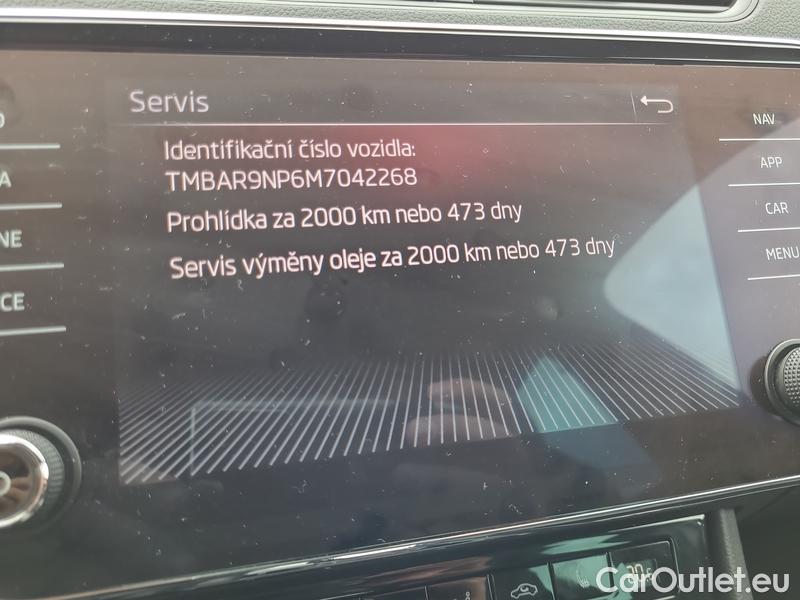 Servis
Identifikační číslo vozidla:
TMBAR9NP6M7042268
Prohlídka za 2000 km nebo 473 dny
Servis výměny oleje za 2000 km nebo 473 dny
NAV
APP
CAR
MENU
CarOutlet.eu